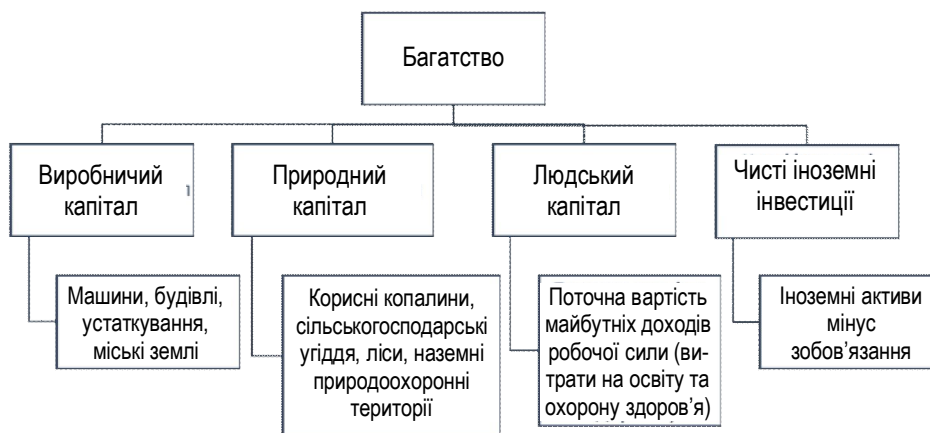 Багатство
Виробничий
капітал
Природний
капітал
Людський
капітал
Чисті іноземні
інвестиції
Машини, будівлі,
устаткування,
міські землі
Корисні копалини,
сільськогосподарські
угіддя, ліси, наземні
природоохоронні
території
Поточна вартість
майбутніх доходів
робочої сили (ви-
трати на освіту та
охорону здоров’я)
Іноземні активи
мінус
зобов’язання